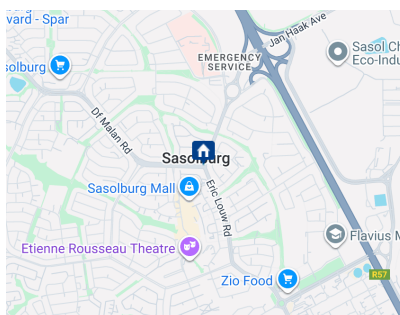 vard - Spar
Jan Haak Ave
Sasol Ch
Eco-Indu
EMERGENCY
SERVICE
solburg
Df Malan Rd
Sasolburg
Sasolburg Mall
Eric Louw Rd
Flavius M
Etienne Rousseau Theatre
Zio Food
R57